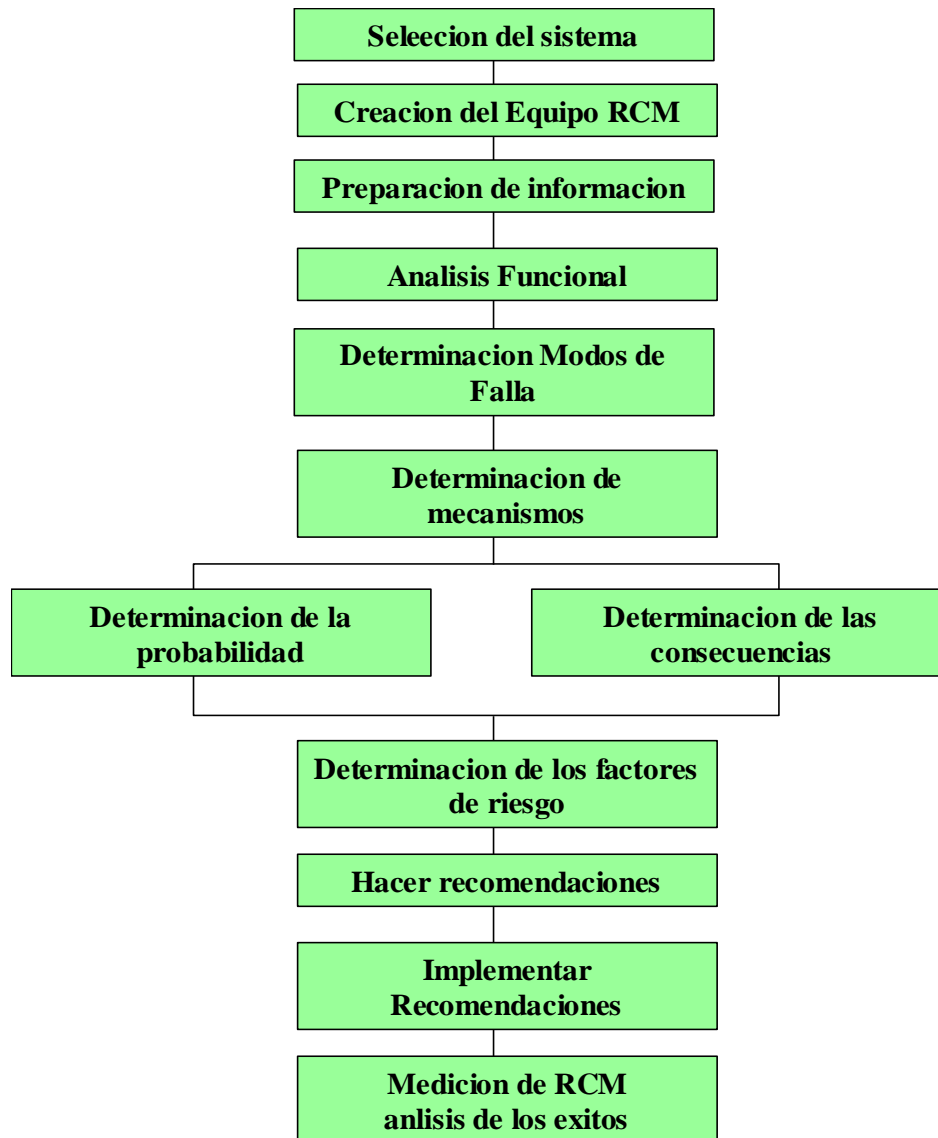 Seleecion del sistema
Creacion del Equipo RCM
Preparacion de informacion
Analisis Funcional
Determinacion Modos de
Falla
Determinacion de
mecanismos
Determinacion de la
probabilidad
Determinacion de las
consecuencias
Determinacion de los factores
de riesgo
Hacer recomendaciones
Implementar
Recomendaciones
Medicion de RCM
anlisis de los exitos